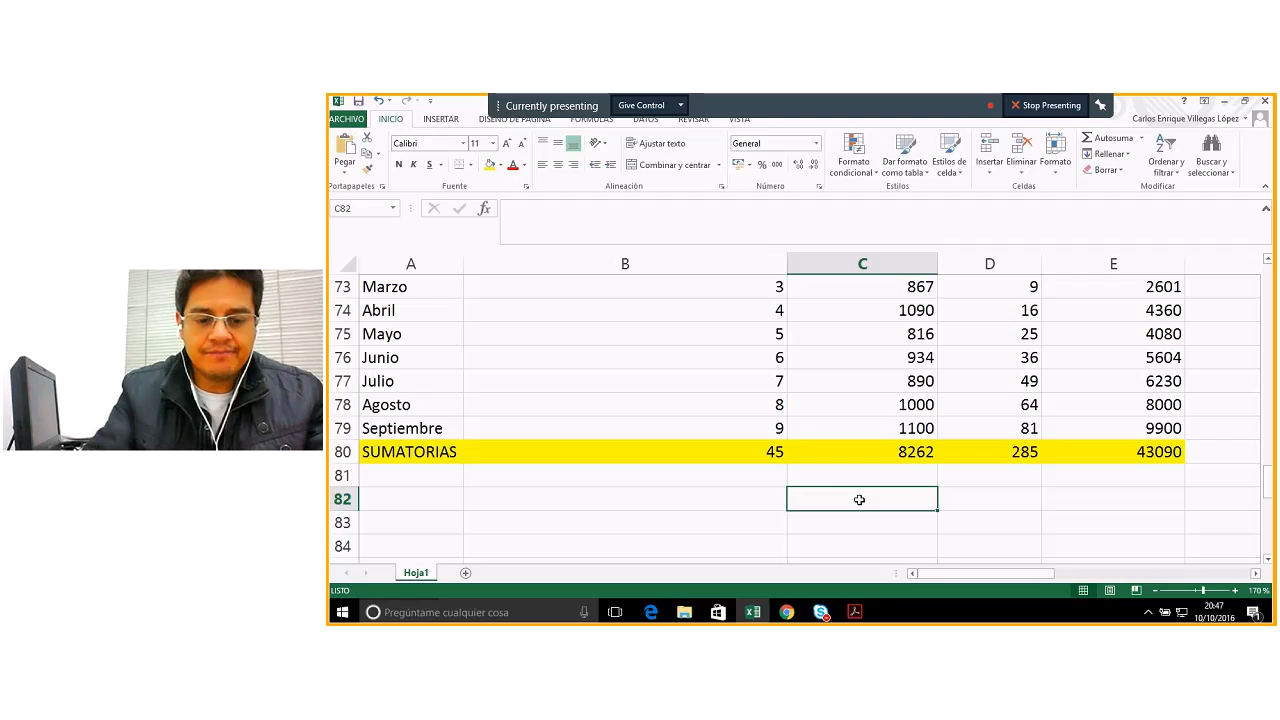 Currently presenting
Give Control
Stop Presenting
ARCHIVO INICIO INSERTAR DISEÑO DE PÁGINA FÓRMULAS DATOS REVISAR VISTA
Carlos Enrique Villegas López
Pegar
Calibri 11
N K S
Ajustar texto
Combinar y centrar
General
% 000
Formato condicional
Dar formato como tabla
Estilos de celda
Insertar Eliminar Formato
Autosuma
Rellenar
Borrar
Ordenar y filtrar
Buscar y seleccionar
Portapapeles Fuente Alineación Número Estilos Celdas Modificar
C82 fx
A B C D E
73 Marzo 3 867 9 2601
74 Abril 4 1090 16 4360
75 Mayo 5 816 25 4080
76 Junio 6 934 36 5604
77 Julio 7 890 49 6230
78 Agosto 8 1000 64 8000
79 Septiembre 9 1100 81 9900
80 SUMATORIAS 45 8262 285 43090
81
82
83
84
Hoja1
LISTO 170 %
Pregúntame cualquier cosa
20:47
10/10/2016